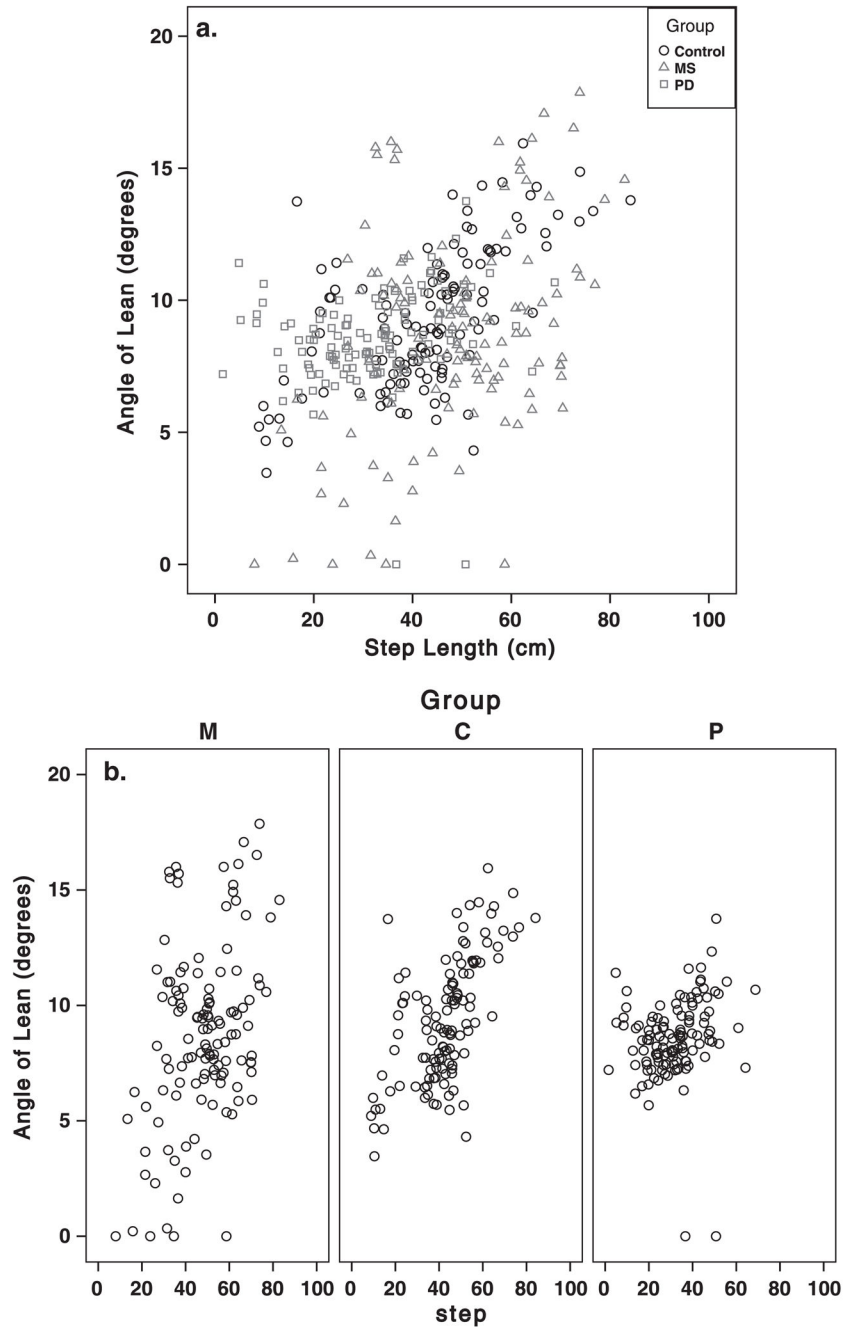 a.
Group
Control
MS
PD
20
15
10
5
0
Angle of Lean (degrees)
0 20 40 60 80 100
Step Length (cm)
Group
M C P
b.
20
15
10
5
0
Angle of Lean (degrees)
0 20 40 60 80 100 0 20 40 60 80 100 0 20 40 60 80 100
step